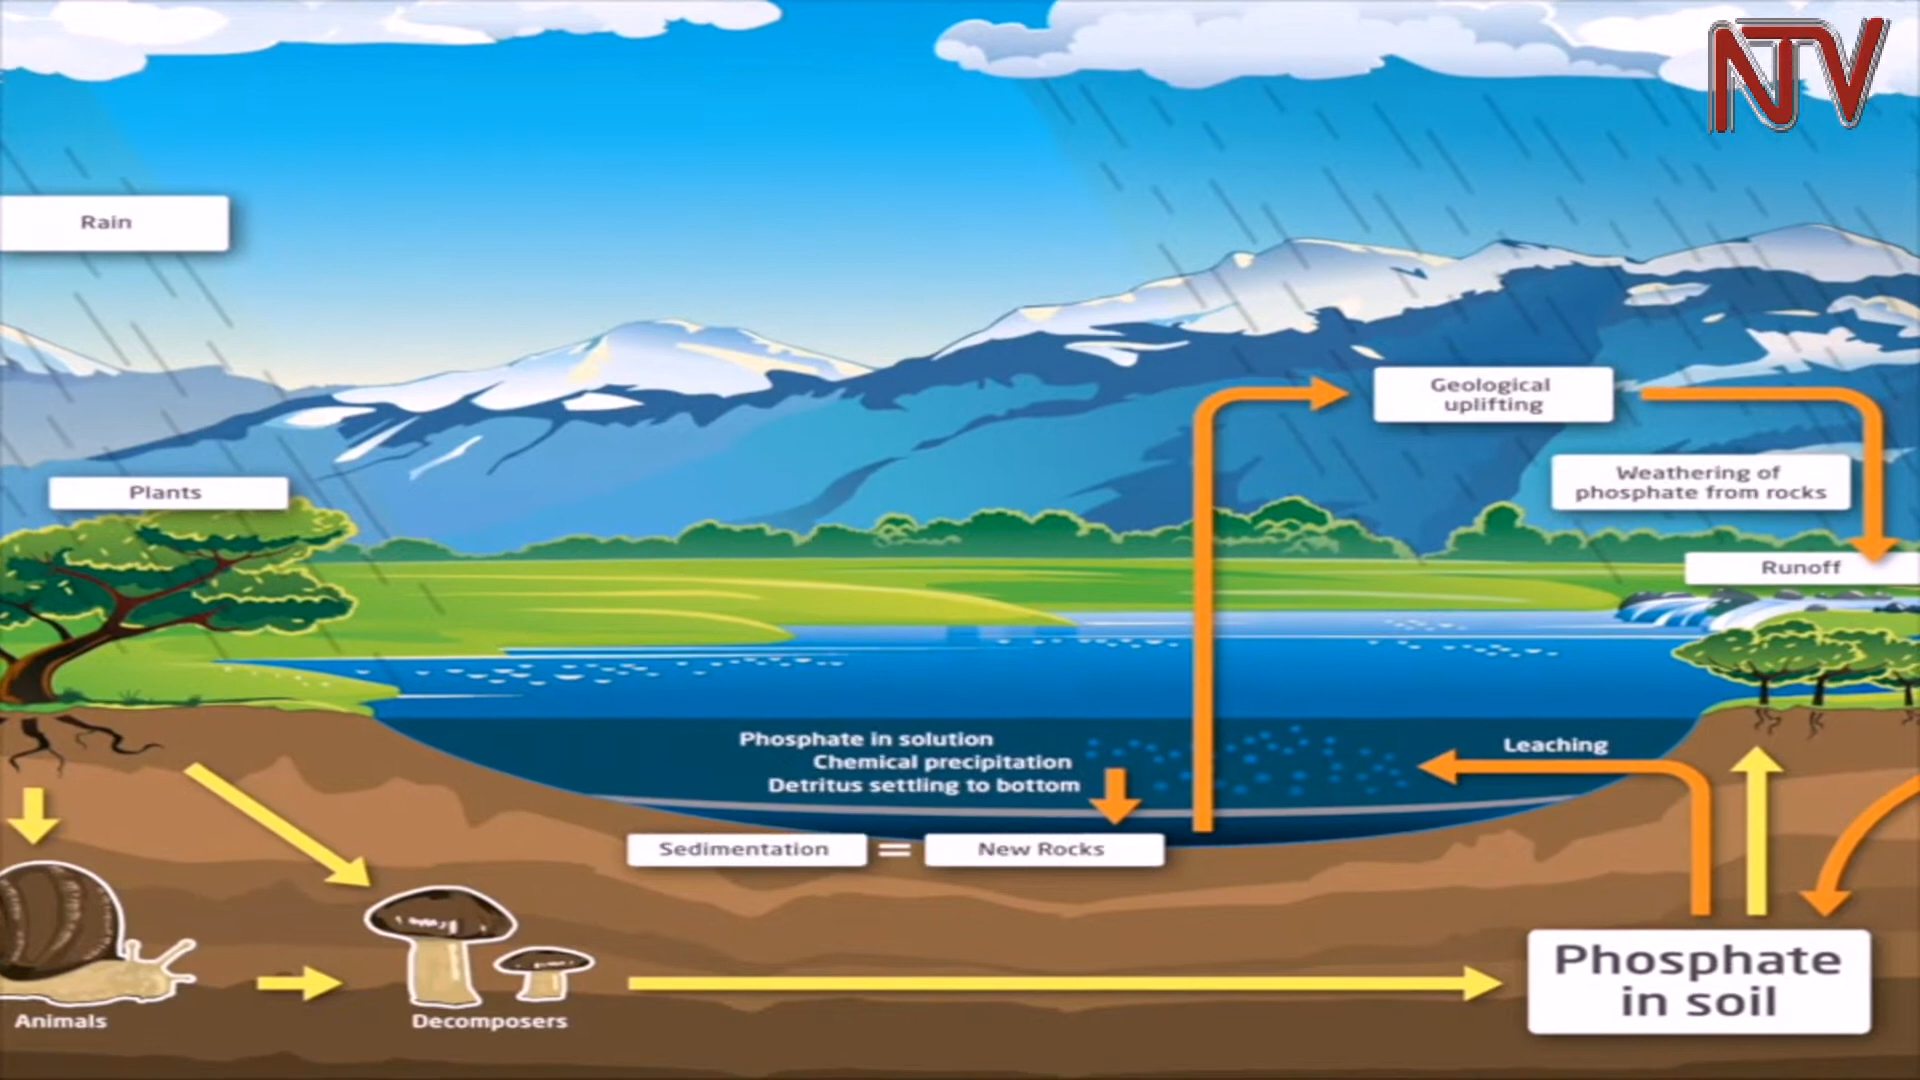 NTV
Rain
Geological
uplifting
Weathering of
phosphate from rocks
Plants
Runoff
Phosphate in solution
Chemical precipitation
Detritus settling to bottom
Leaching
Sedimentation = New Rocks
Phosphate
in soil
Animals
Decomposers